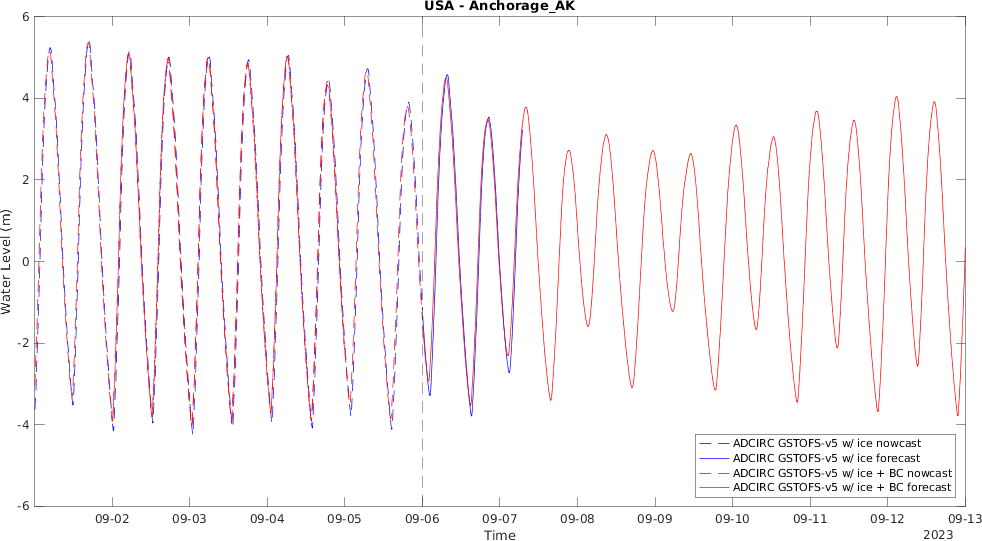 USA - Anchorage_AK
6
4
2
0
-2
-4
-6
Water Level (m)
ADCIRC GSTOFS-v5 w/ ice nowcast
ADCIRC GSTOFS-v5 w/ ice forecast
ADCIRC GSTOFS-v5 w/ ice + BC nowcast
ADCIRC GSTOFS-v5 w/ ice + BC forecast
09-02 09-03 09-04 09-05 09-06 09-07 09-08 09-09 09-10 09-11 09-12 09-13
Time
2023